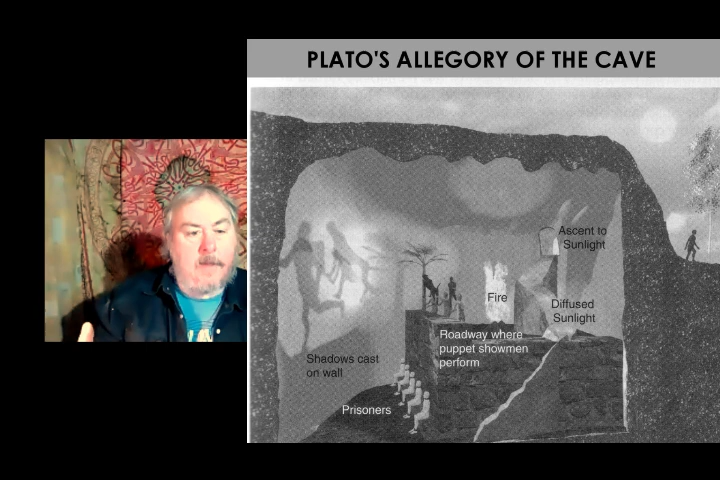 PLATO'S ALLEGORY OF THE CAVE
Ascent to
Sunlight
Fire
Diffused
Sunlight
Roadway where
puppet showmen
perform
Shadows cast
on wall
Prisoners